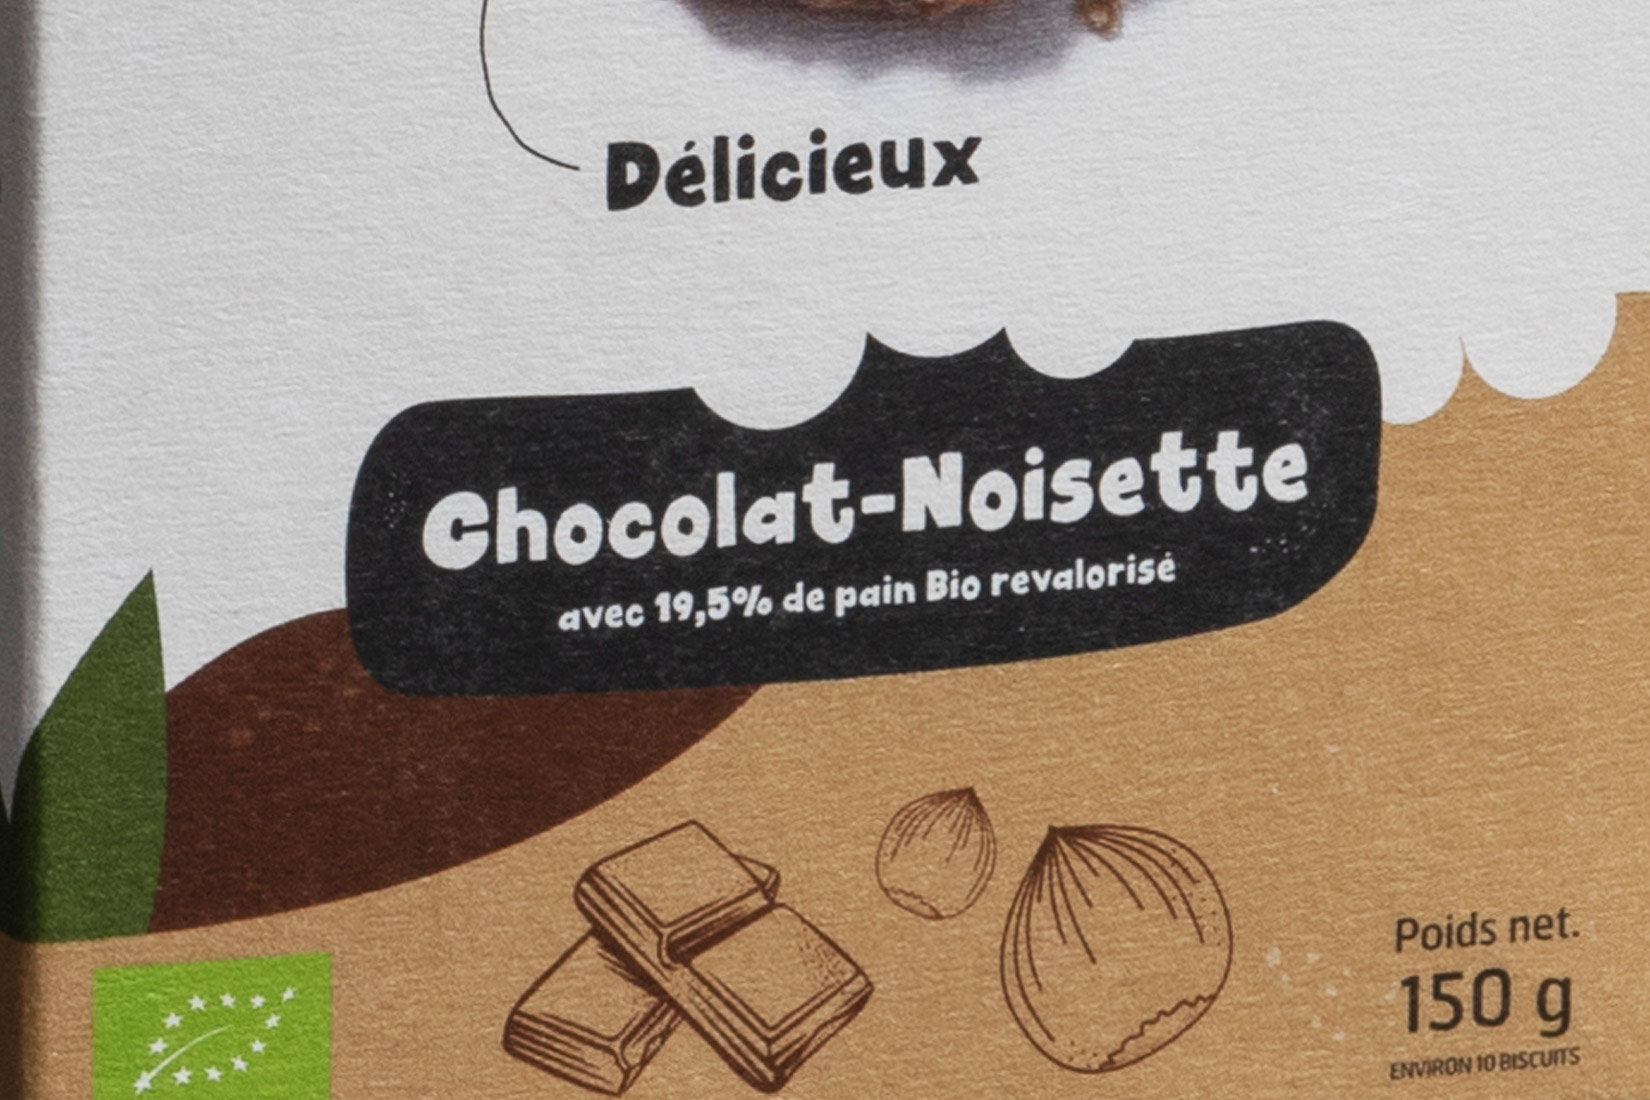 Délicieux
Chocolat-Noisette
avec 19,5% de pain Bio revalorisé
Poids net.
150 g
ENVIRON 10 BISCUITS